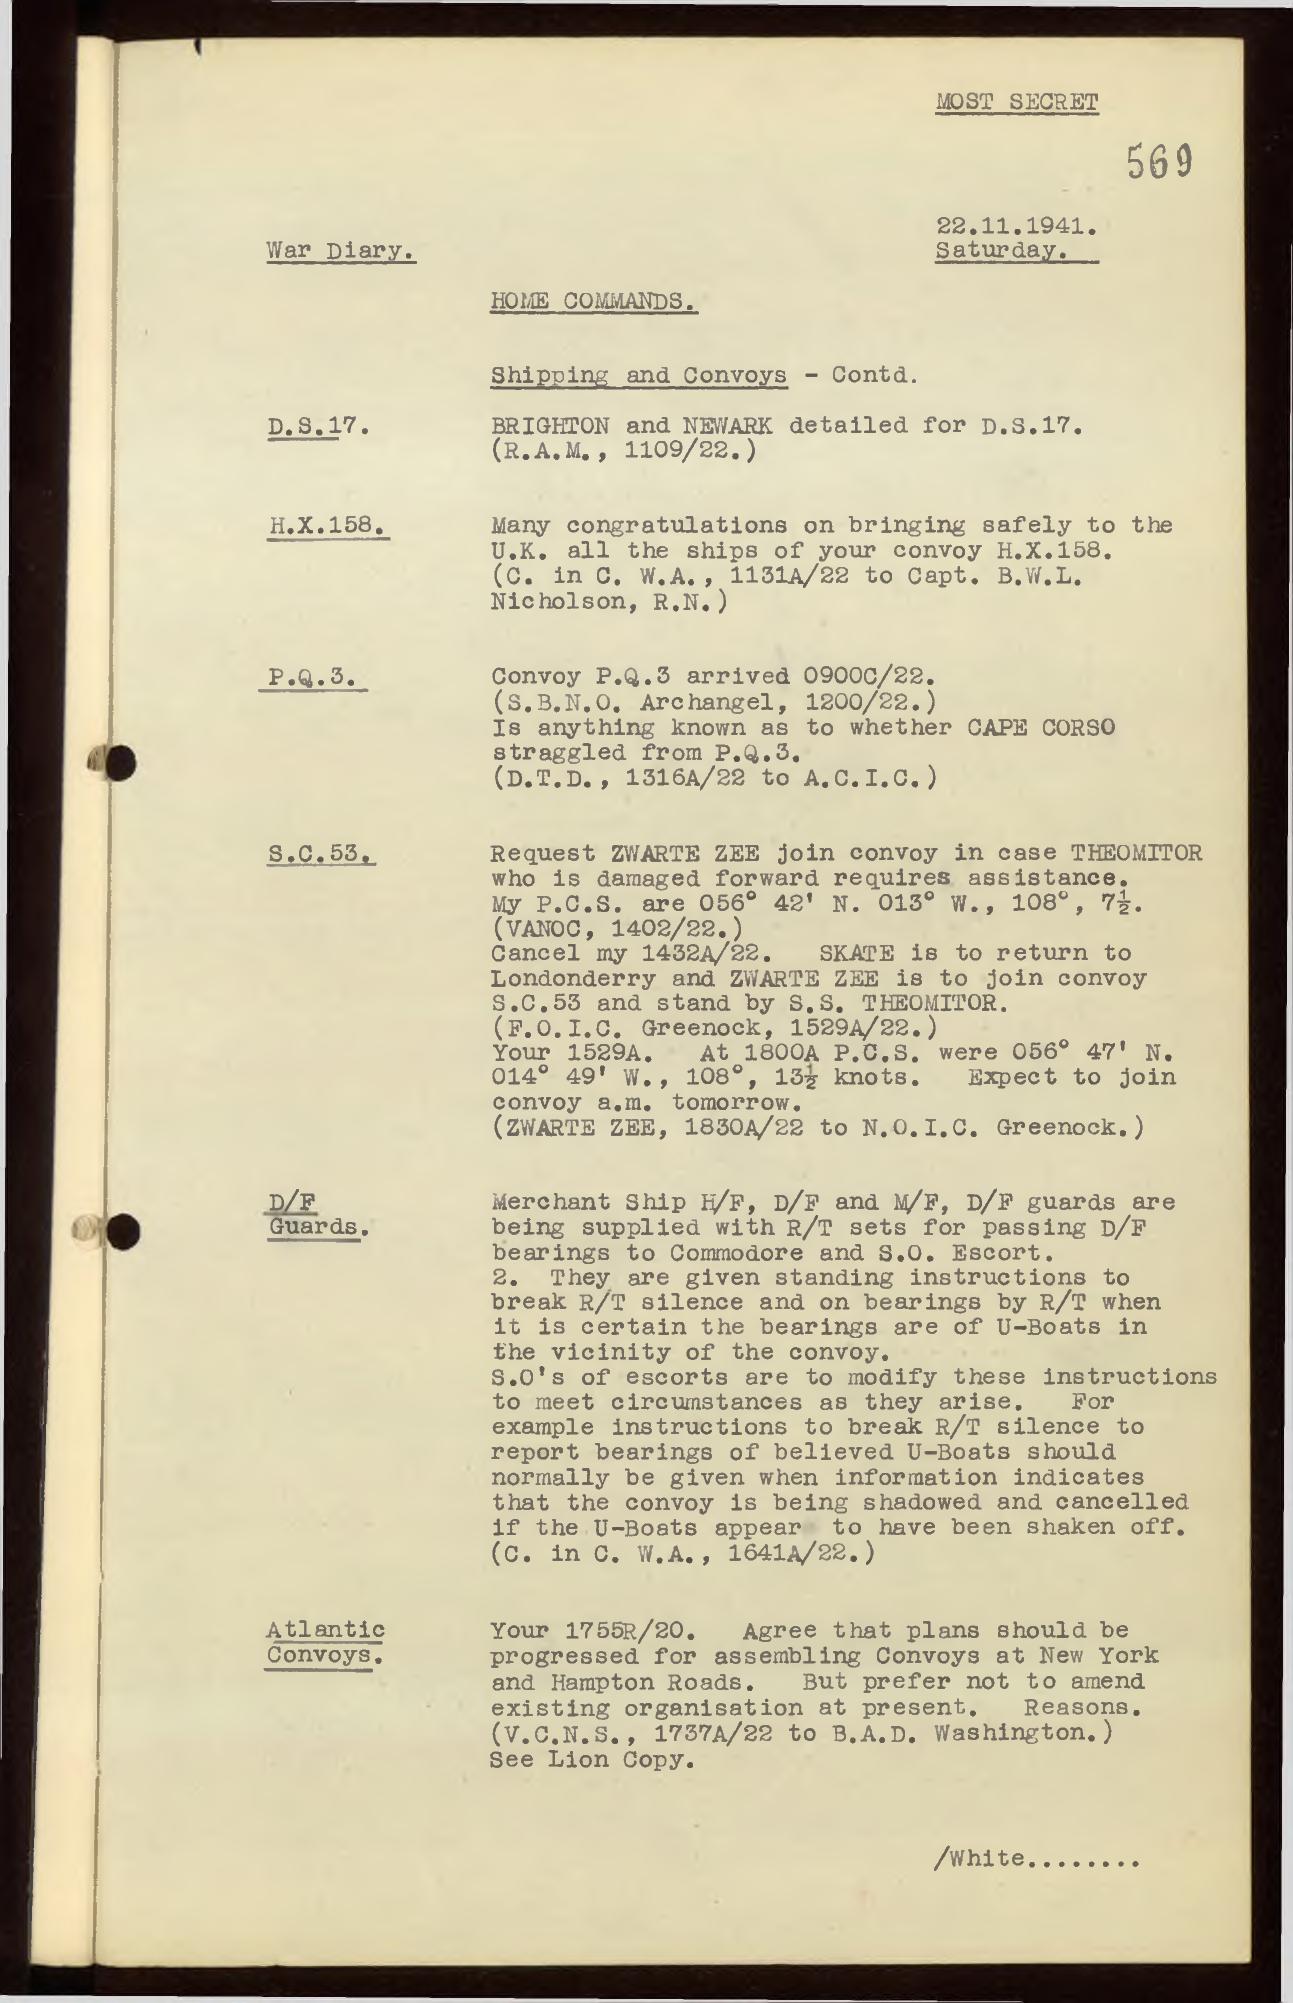 MOST SECRET
569
22.11.1941.
War Diary.
Saturday.
HOME COMMANDS.
Shipping and Convoys - Contd.
D.S.17. BRIGHTON and NEWARK detailed for D.S.17.
(R.A.M., 1109/22.)
H.X.158. Many congratulations on bringing safely to the
U.K. all the ships of your convoy H.X.158.
(C. in C. W.A., 1131A/22 to Capt. B.W.L.
Nicholson, R.N.)
P.Q.3. Convoy P.Q.3 arrived 0900C/22.
(S.B.N.O. Archangel, 1200/22.)
Is anything known as to whether CAPE CORSO
straggled from P.Q.3.
(D.T.D., 1316A/22 to A.C.I.C.)
S.C.53. Request ZWARTE ZEE join convoy in case THEOMITOR
who is damaged forward requires assistance.
My P.C.S. are 056° 42' N. 013° W., 108°, 7½.
(VANOC, 1402/22.)
Cancel my 1432A/22. SKATE is to return to
Londonderry and ZWARTE ZEE is to join convoy
S.C.53 and stand by S.S. THEOMITOR.
(F.O.I.C. Greenock, 1529A/22.)
Your 1529A. At 1800A P.C.S. were 056° 47' N.
014° 49' W., 108°, 13½ knots. Expect to join
convoy a.m. tomorrow.
(ZWARTE ZEE, 1830A/22 to N.O.I.C. Greenock.)
D/F Merchant Ship H/F, D/F and M/F, D/F guards are
Guards. being supplied with R/T sets for passing D/F
bearings to Commodore and S.O. Escort.
2. They are given standing instructions to
break R/T silence and on bearings by R/T when
it is certain the bearings are of U-Boats in
the vicinity of the convoy.
S.O's of escorts are to modify these instructions
to meet circumstances as they arise. For
example instructions to break R/T silence to
report bearings of believed U-Boats should
normally be given when information indicates
that the convoy is being shadowed and cancelled
if the U-Boats appear to have been shaken off.
(C. in C. W.A., 1641A/22.)
Atlantic Your 1755R/20. Agree that plans should be
Convoys. progressed for assembling Convoys at New York
and Hampton Roads. But prefer not to amend
existing organisation at present. Reasons.
(V.C.N.S., 1737A/22 to B.A.D. Washington.)
See Lion Copy.
/White........